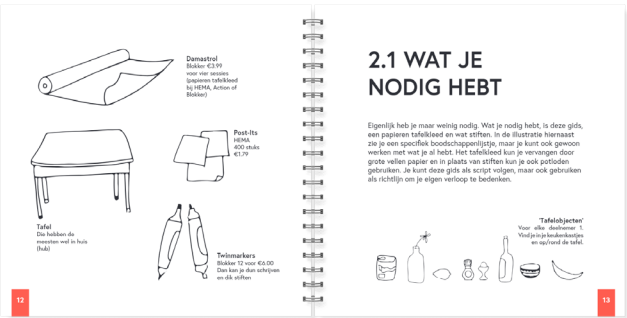 Damastrol
Blokker €3.99
voor vier sessies
(papieren tafelkleed
bij HEMA, Action of
Blokker)
Post-Its
HEMA
400 stuks
€1.79
Tafel
Die hebben de
meesten wel in huis
(hub)
Twinmarkers
Blokker 12 voor €6.00
Dan kan je dun schrijven
en dik stiften
12
2.1 WAT JE
NODIG HEBT
Eigenlijk heb je maar weinig nodig. Wat je nodig hebt, is deze gids,
een papieren tafelkleed en wat stiften. In de illustratie hiernaast
zie je een specifiek boodschappenlijstje, maar je kunt ook gewoon
werken met wat je al hebt. Het tafelkleed kun je vervangen door
grote vellen papier en in plaats van stiften kun je ook potloden
gebruiken. Je kunt deze gids als script volgen, maar ook gebruiken
als richtlijn om je eigen verloop te bedenken.
'Tafelobjecten'
Voor elke deelnemer 1.
Vind je in je keukenkastjes
en op/rond de tafel.
13